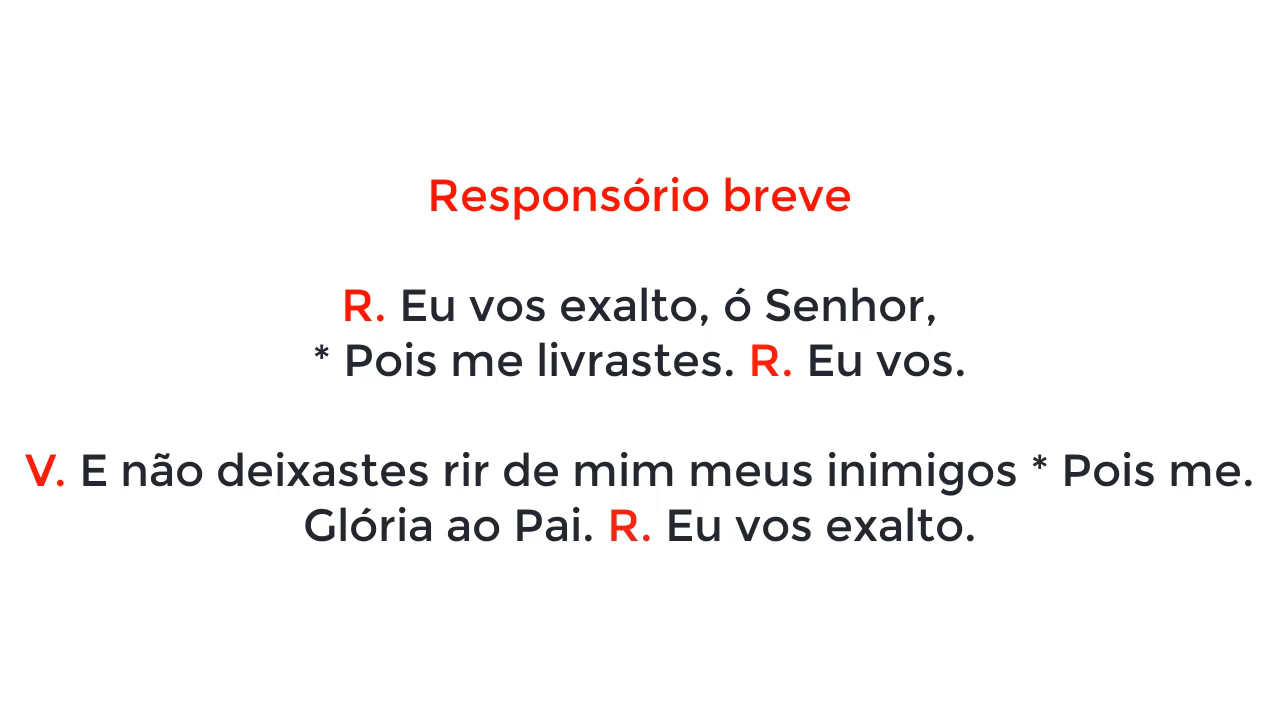 Responsório breve
R. Eu vos exalto, ó Senhor,
* Pois me livrastes. R. Eu vos.
V. E não deixastes rir de mim meus inimigos * Pois me.
Glória ao Pai. R. Eu vos exalto.